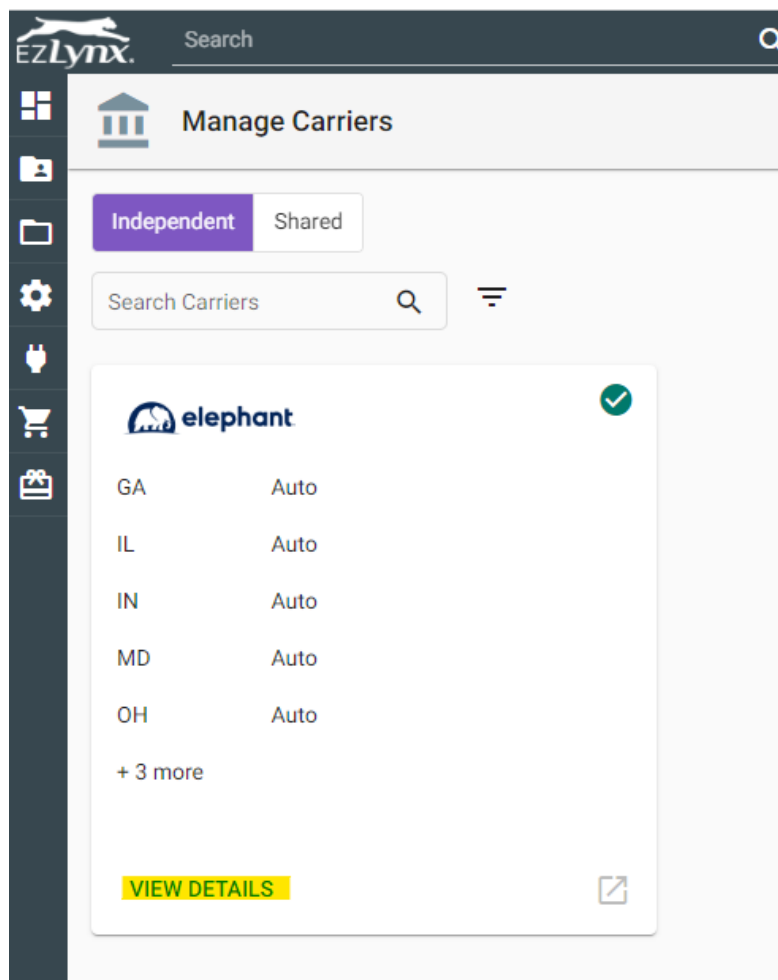 EZLynx.
Search
Manage Carriers
Independent Shared
Search Carriers
elephant
GA Auto
IL Auto
IN Auto
MD Auto
OH Auto
+ 3 more
VIEW DETAILS